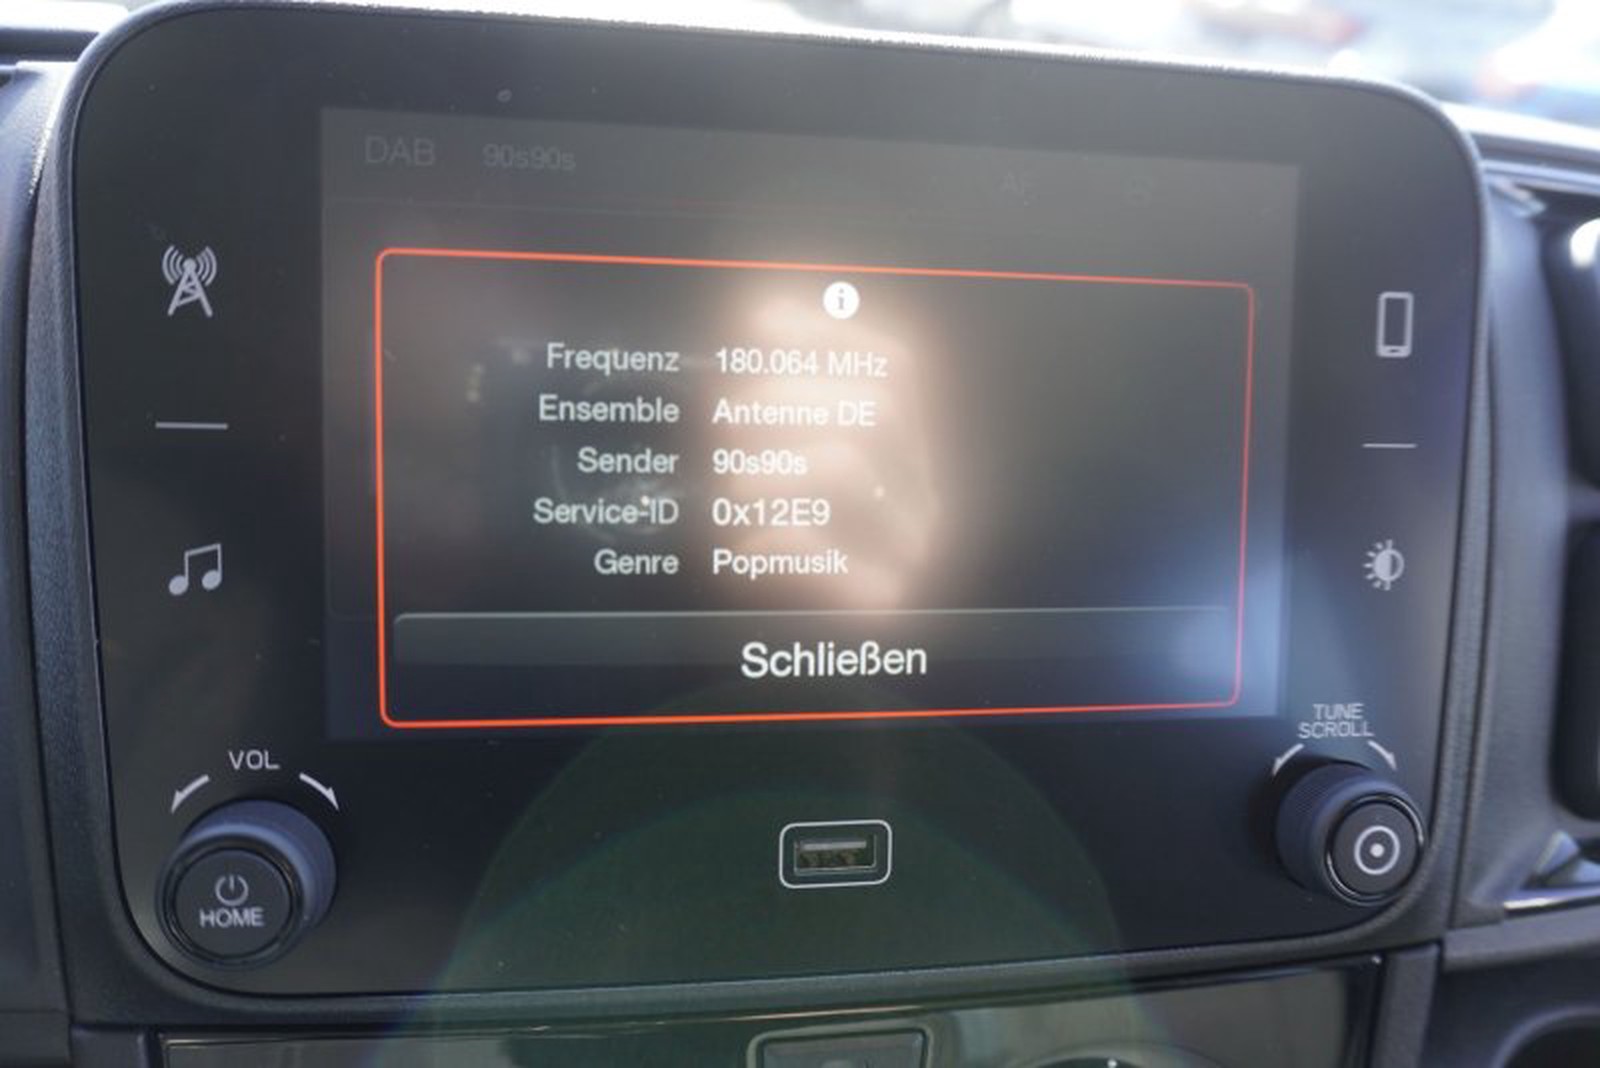 DAB 90s90s
AF
i
Frequenz 180.064 MHz
Ensemble Antenne DE
Sender 90s90s
Service-ID 0x12E9
Genre Popmusik
Schließen
VOL
HOME
TUNE
SCROLL